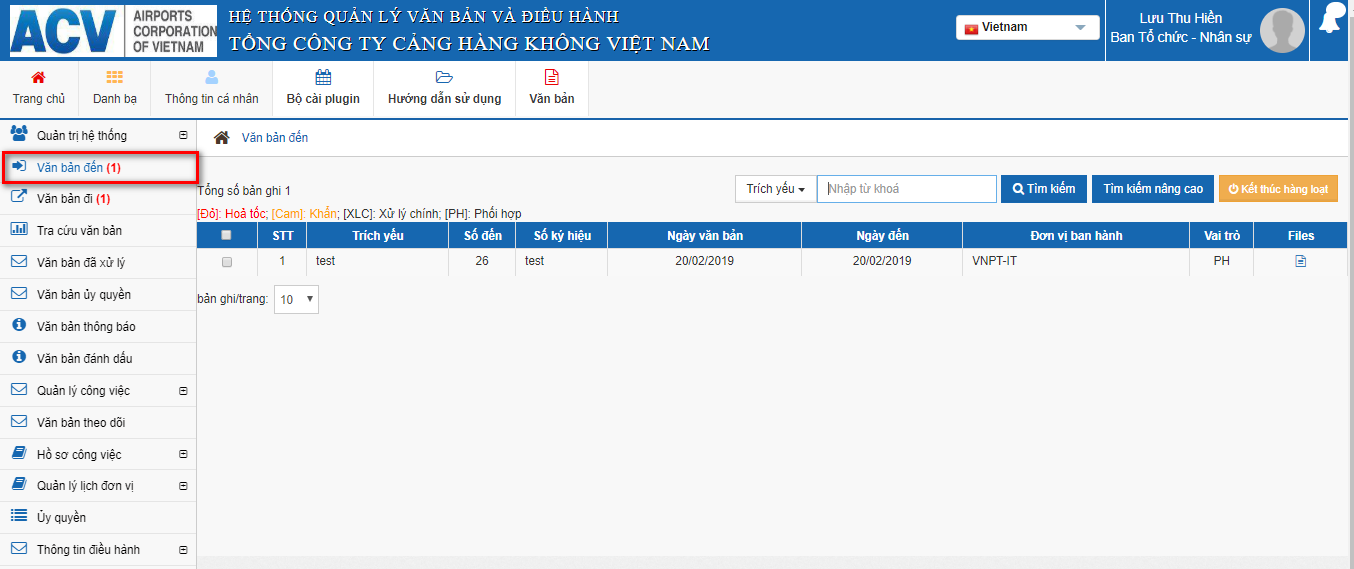 ACV AIRPORTS
CORPORATION
OF VIETNAM
HỆ THỐNG QUẢN LÝ VĂN BẢN VÀ ĐIỀU HÀNH
TỔNG CÔNG TY CẢNG HÀNG KHÔNG VIỆT NAM
Vietnam
Lưu Thu Hiền
Ban Tổ chức - Nhân sự
Trang chủ Danh bạ Thông tin cá nhân Bộ cài plugin Hướng dẫn sử dụng Văn bản
Quản trị hệ thống
Văn bản đến (1)
Văn bản đi (1)
Tra cứu văn bản
Văn bản đã xử lý
Văn bản ủy quyền
Văn bản thông báo
Văn bản đánh dấu
Quản lý công việc
Văn bản theo dõi
Hồ sơ công việc
Quản lý lịch đơn vị
Ủy quyền
Thông tin điều hành
Văn bản đến
Tổng số bản ghi 1
Trích yếu Nhập từ khoá Tìm kiếm Tìm kiếm nâng cao Kết thúc hàng loạt
[Đỏ]: Hoả tốc; [Cam]: Khẩn; [XLC]: Xử lý chính; [PH]: Phối hợp
STT Trích yếu Số đến Số ký hiệu Ngày văn bản Ngày đến Đơn vị ban hành Vai trò Files
1 test 26 test 20/02/2019 20/02/2019 VNPT-IT PH
bản ghi/trang: 10